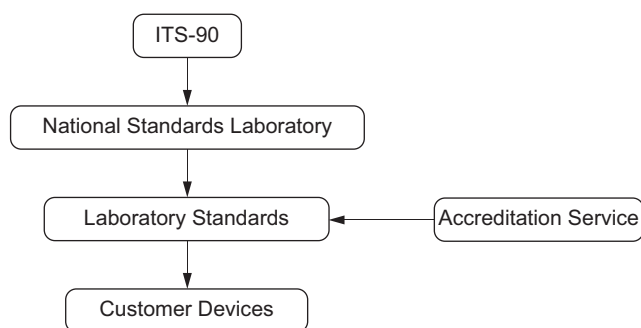 ITS-90
National Standards Laboratory
Laboratory Standards
Accreditation Service
Customer Devices